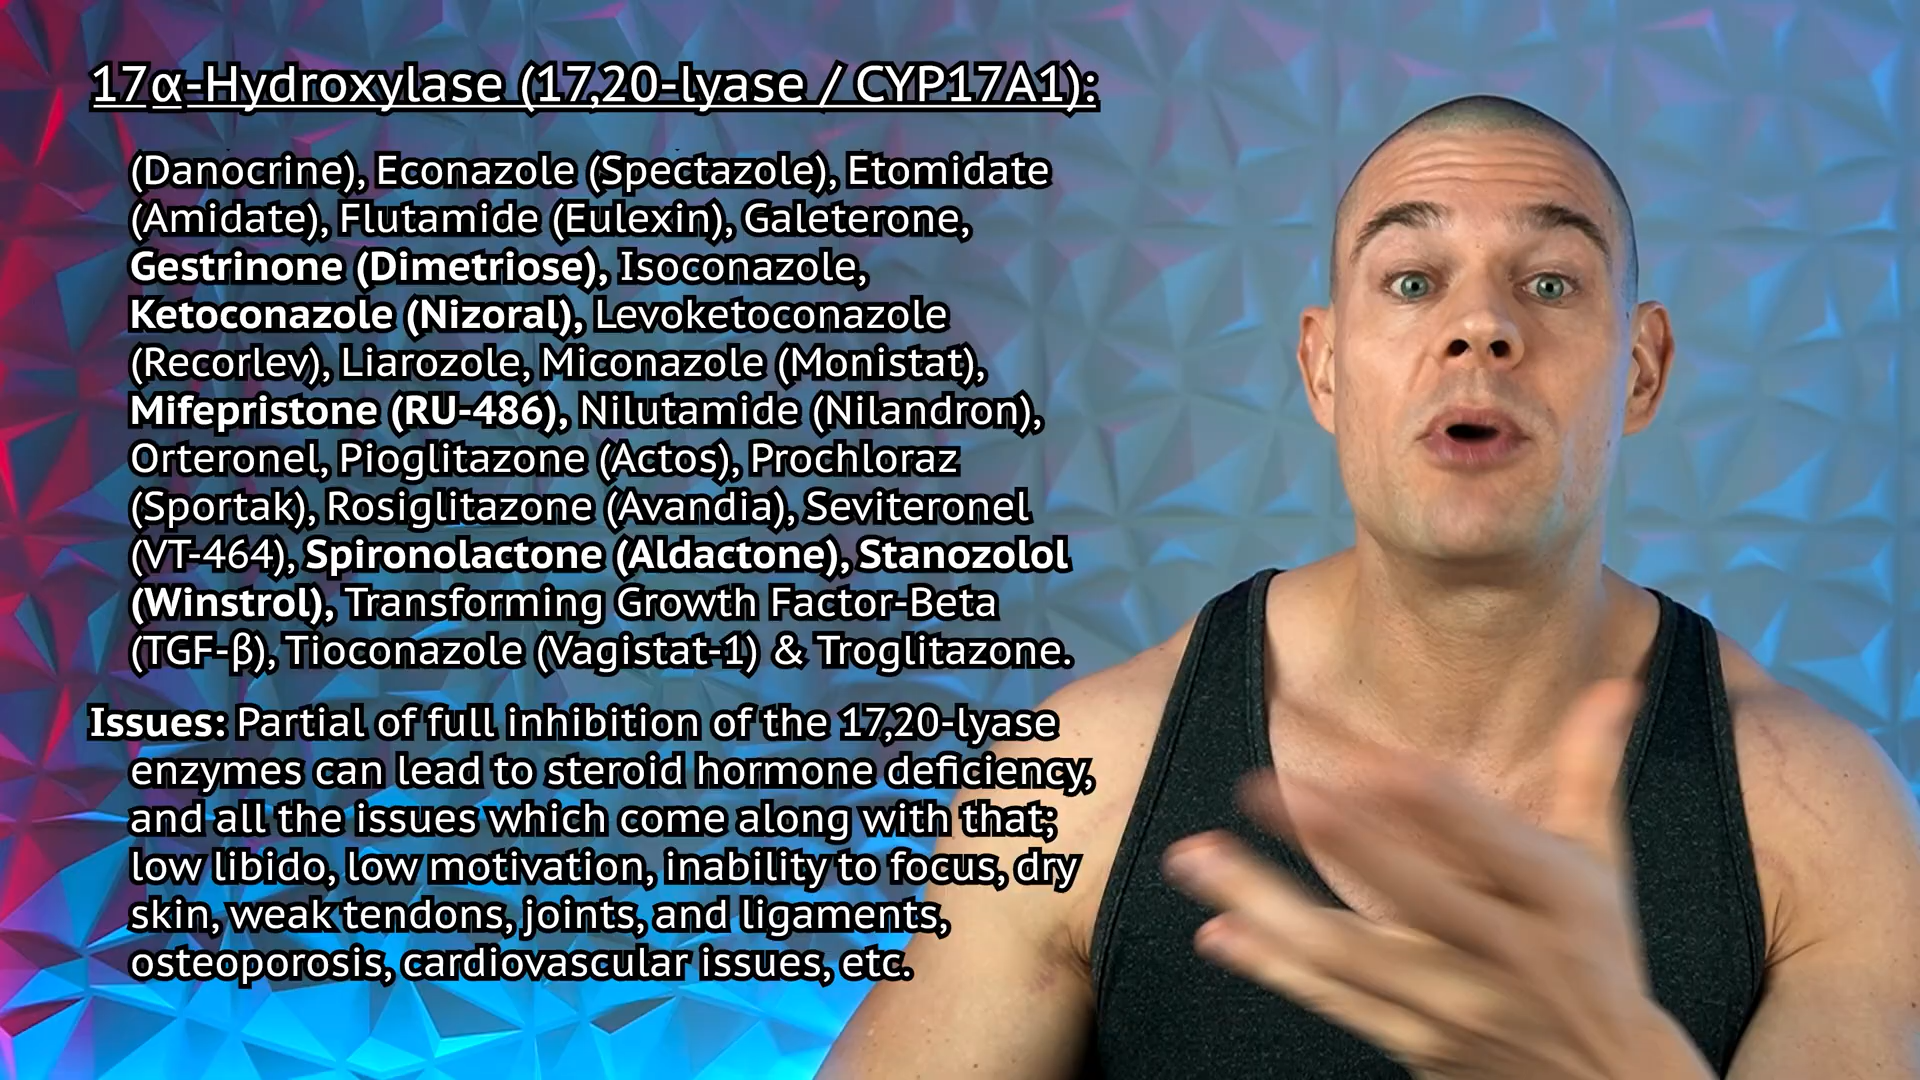 17α-Hydroxylase (17,20-lyase / CYP17A1):
(Danocrine), Econazole (Spectazole), Etomidate
(Amidate), Flutamide (Eulexin), Galeterone,
Gestrinone (Dimetriose), Isoconazole,
Ketoconazole (Nizoral), Levoketoconazole
(Recorlev), Liarozole, Miconazole (Monistat),
Mifepristone (RU-486), Nilutamide (Nilandron),
Orteronel, Pioglitazone (Actos), Prochloraz
(Sportak), Rosiglitazone (Avandia), Seviteronel
(VT-464), Spironolactone (Aldactone), Stanozolol
(Winstrol), Transforming Growth Factor-Beta
(TGF-β), Tioconazole (Vagistat-1) & Troglitazone.
Issues: Partial of full inhibition of the 17,20-lyase
enzymes can lead to steroid hormone deficiency,
and all the issues which come along with that;
low libido, low motivation, inability to focus, dry
skin, weak tendons, joints, and ligaments,
osteoporosis, cardiovascular issues, etc.